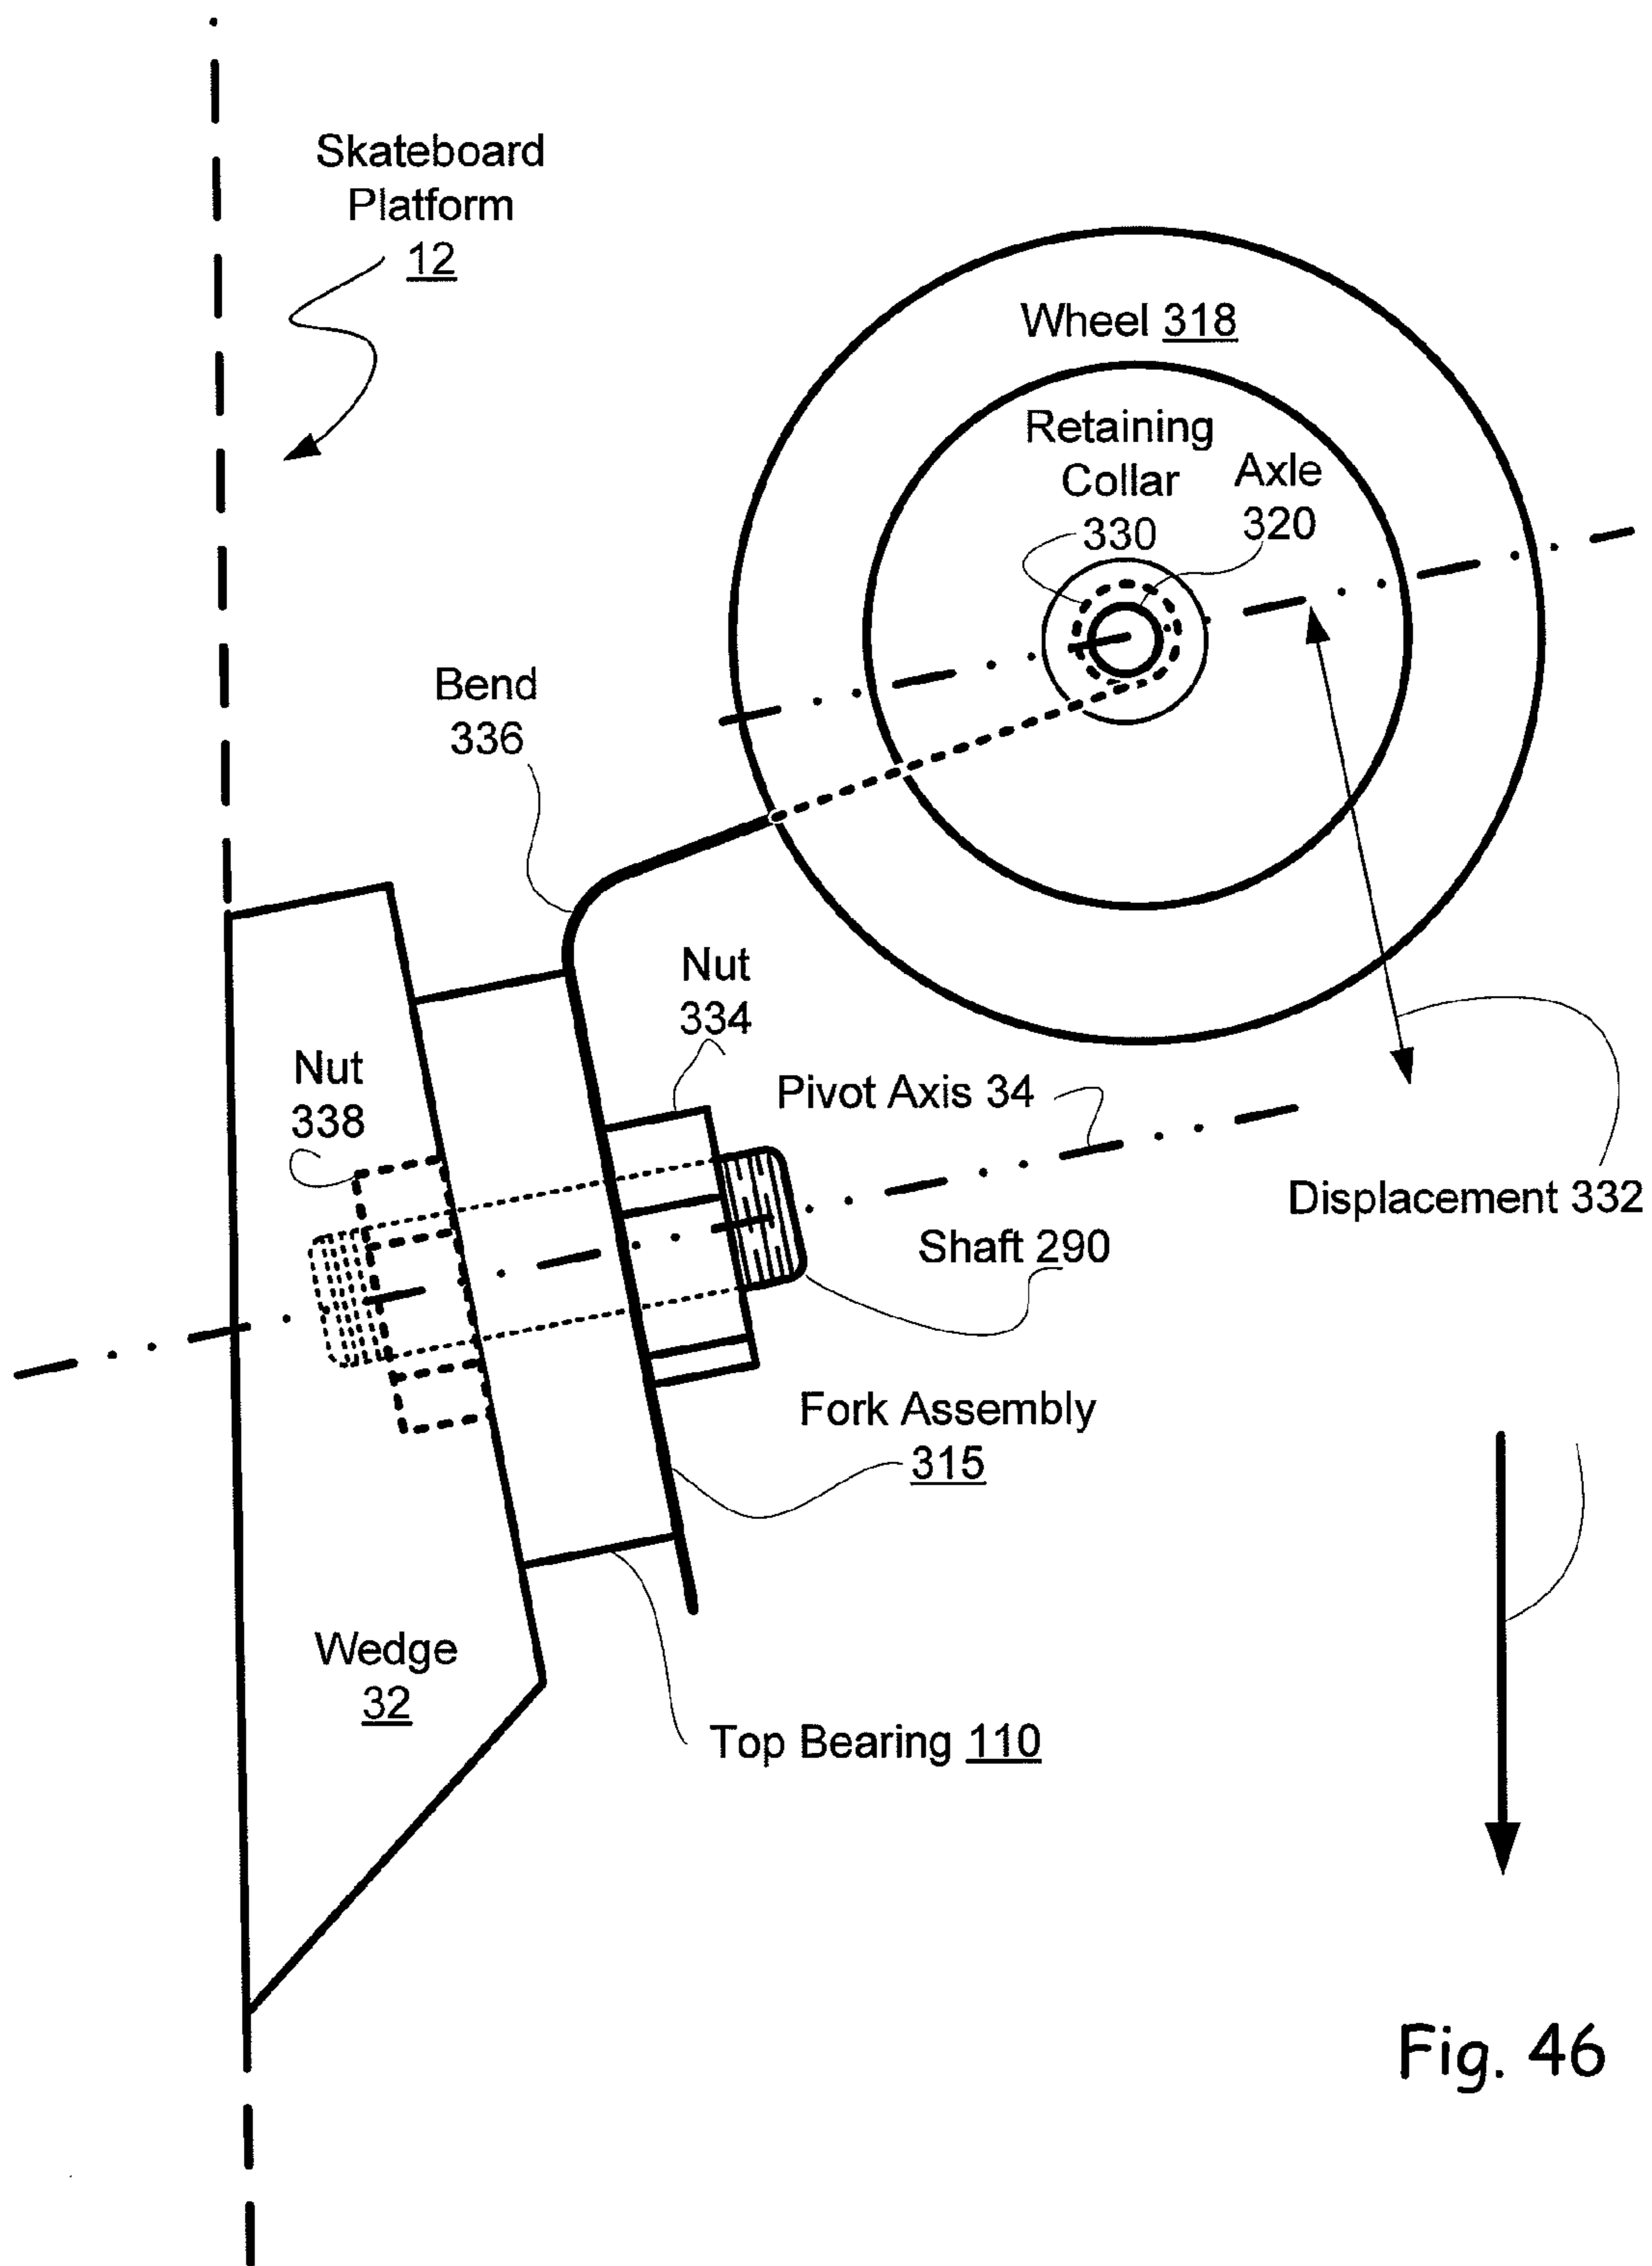 Skateboard
Platform
12
Wheel 318
Retaining
Collar
330
Axle
320
Bend
336
Nut
334
Nut
338
Pivot Axis 34
Displacement 332
Shaft 290
Fork Assembly
315
Wedge
32
Top Bearing 110
Fig. 46